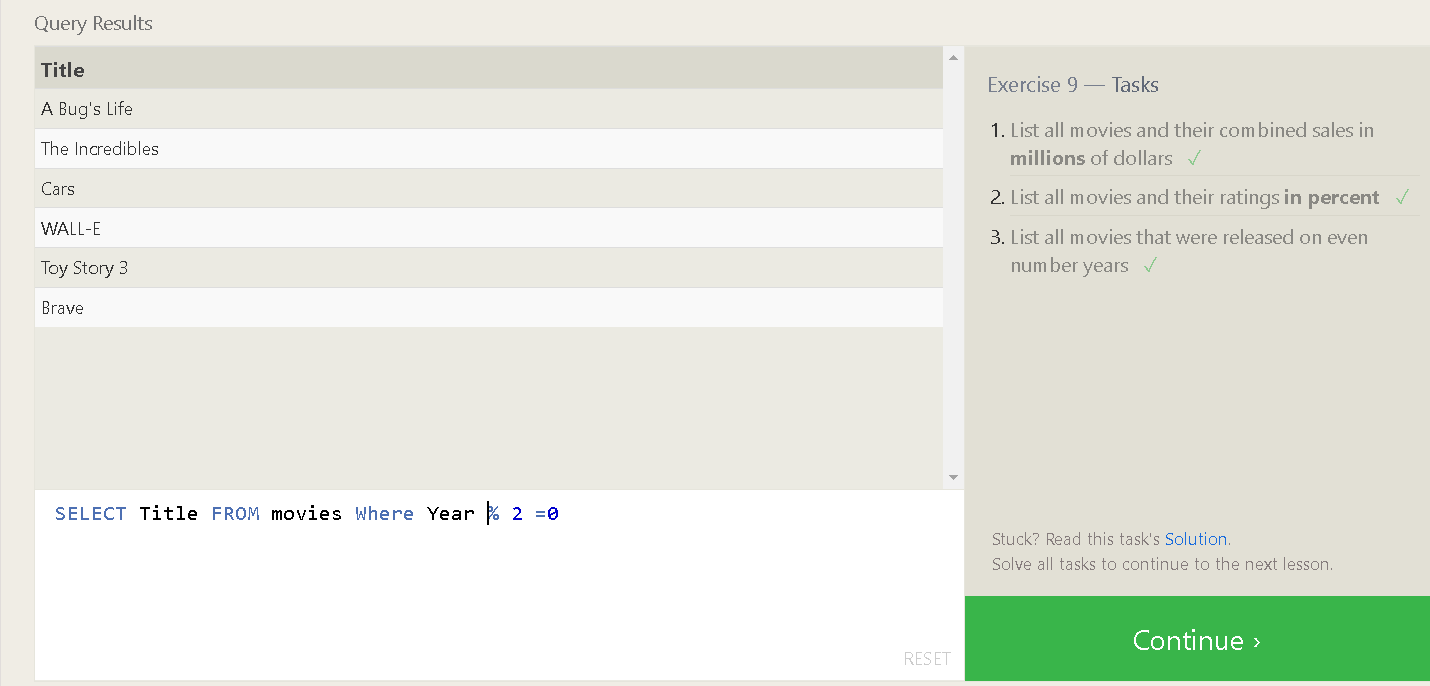 Query Results
Title
A Bug's Life
The Incredibles
Cars
WALL-E
Toy Story 3
Brave
SELECT Title FROM movies Where Year % 2 =0
RESET
Exercise 9 — Tasks
1. List all movies and their combined sales in
millions of dollars ✓
2. List all movies and their ratings in percent ✓
3. List all movies that were released on even
number years ✓
Stuck? Read this task's Solution.
Solve all tasks to continue to the next lesson.
Continue ›